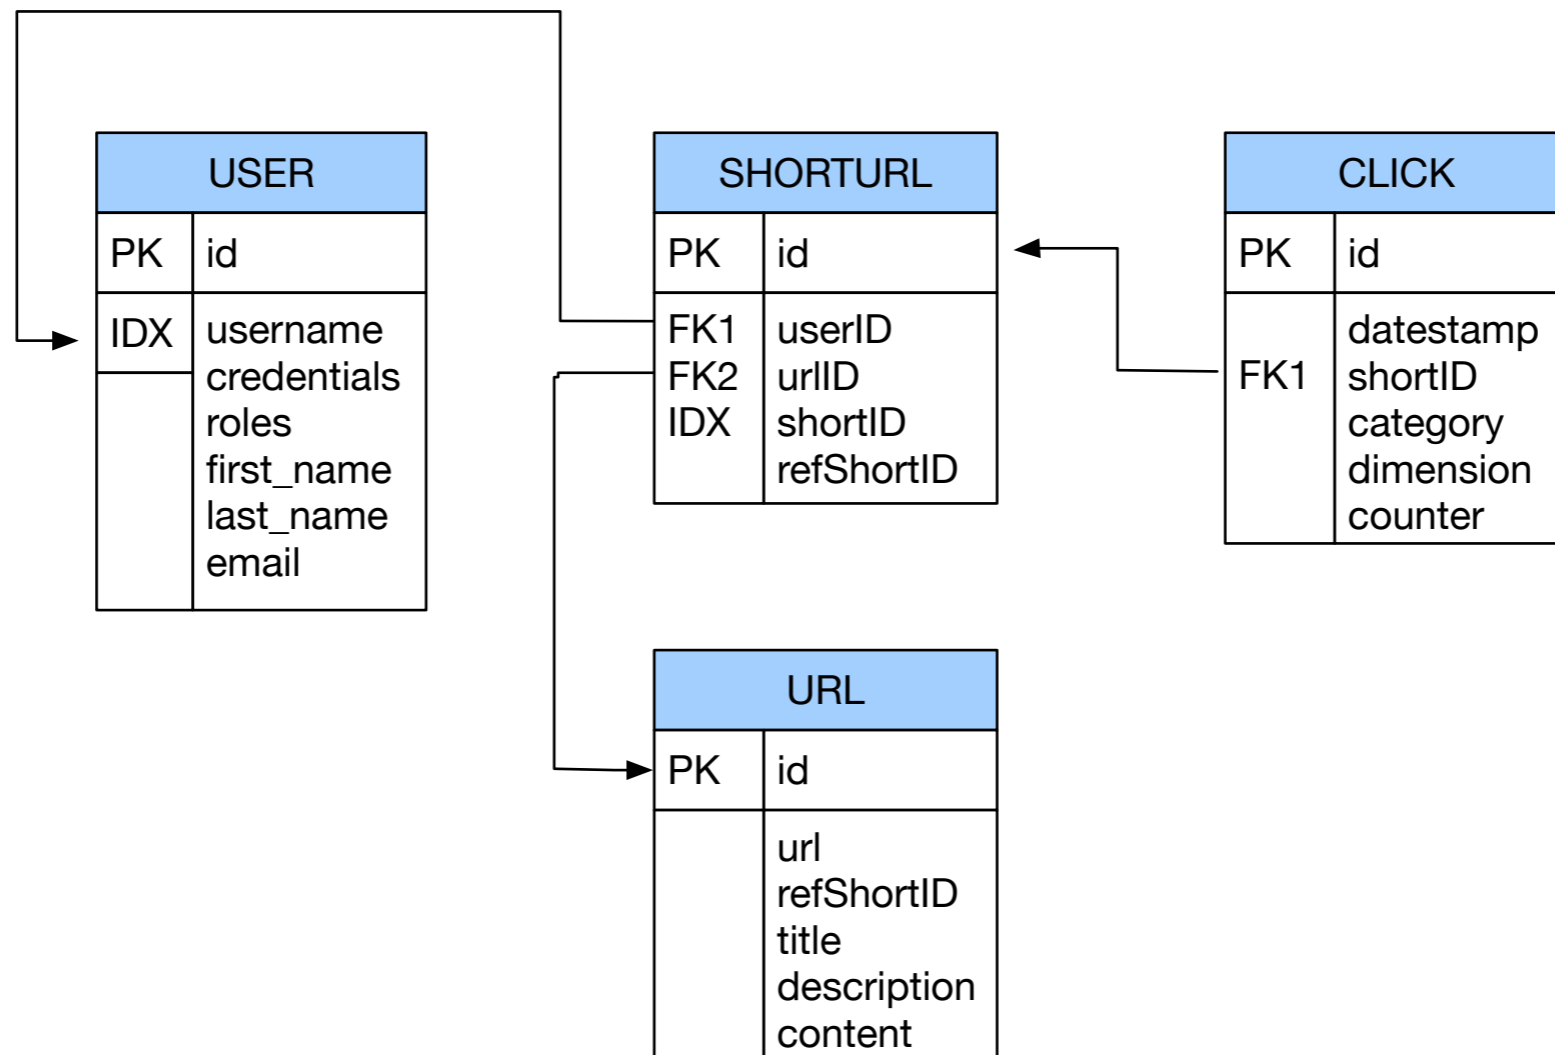 USER
PK id
IDX username
credentials
roles
first_name
last_name
email
SHORTURL
PK id
FK1 userID
FK2 urlID
IDX shortID
refShortID
CLICK
PK id
datestamp
FK1 shortID
category
dimension
counter
URL
PK id
url
refShortID
title
description
content